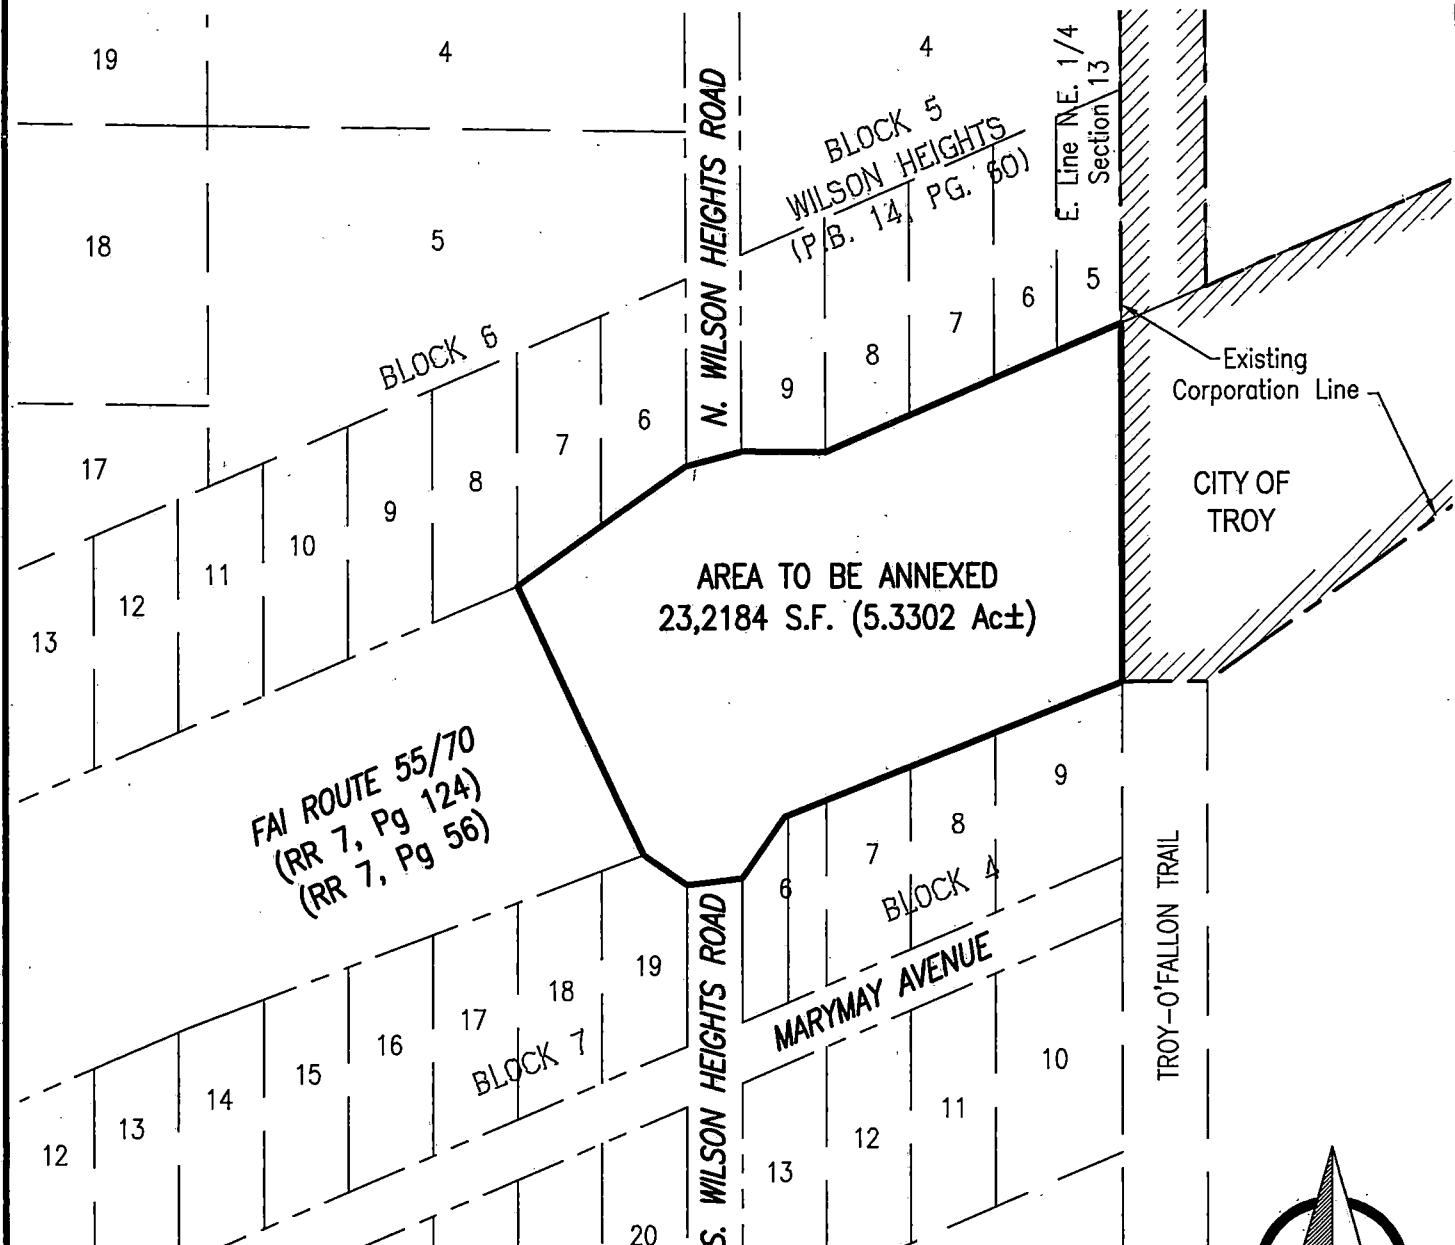 19
4
4
E. Line N.E. 1/4
Section 13
N. WILSON HEIGHTS ROAD
BLOCK 5
WILSON HEIGHTS
(P.B. 14, PG. 60)
18
5
5
6
7
8
9
BLOCK 6
Existing
Corporation Line
6
7
8
9
10
11
12
13
17
CITY OF
TROY
AREA TO BE ANNEXED
23,2184 S.F. (5.3302 Ac±)
FAI ROUTE 55/70
(RR 7, Pg 124)
(RR 7, Pg 56)
9
8
7
6
BLOCK 4
MARYMAY AVENUE
TROY-O'FALLON TRAIL
S. WILSON HEIGHTS ROAD
19
18
17
16
15
14
13
12
BLOCK 7
10
11
12
13
20